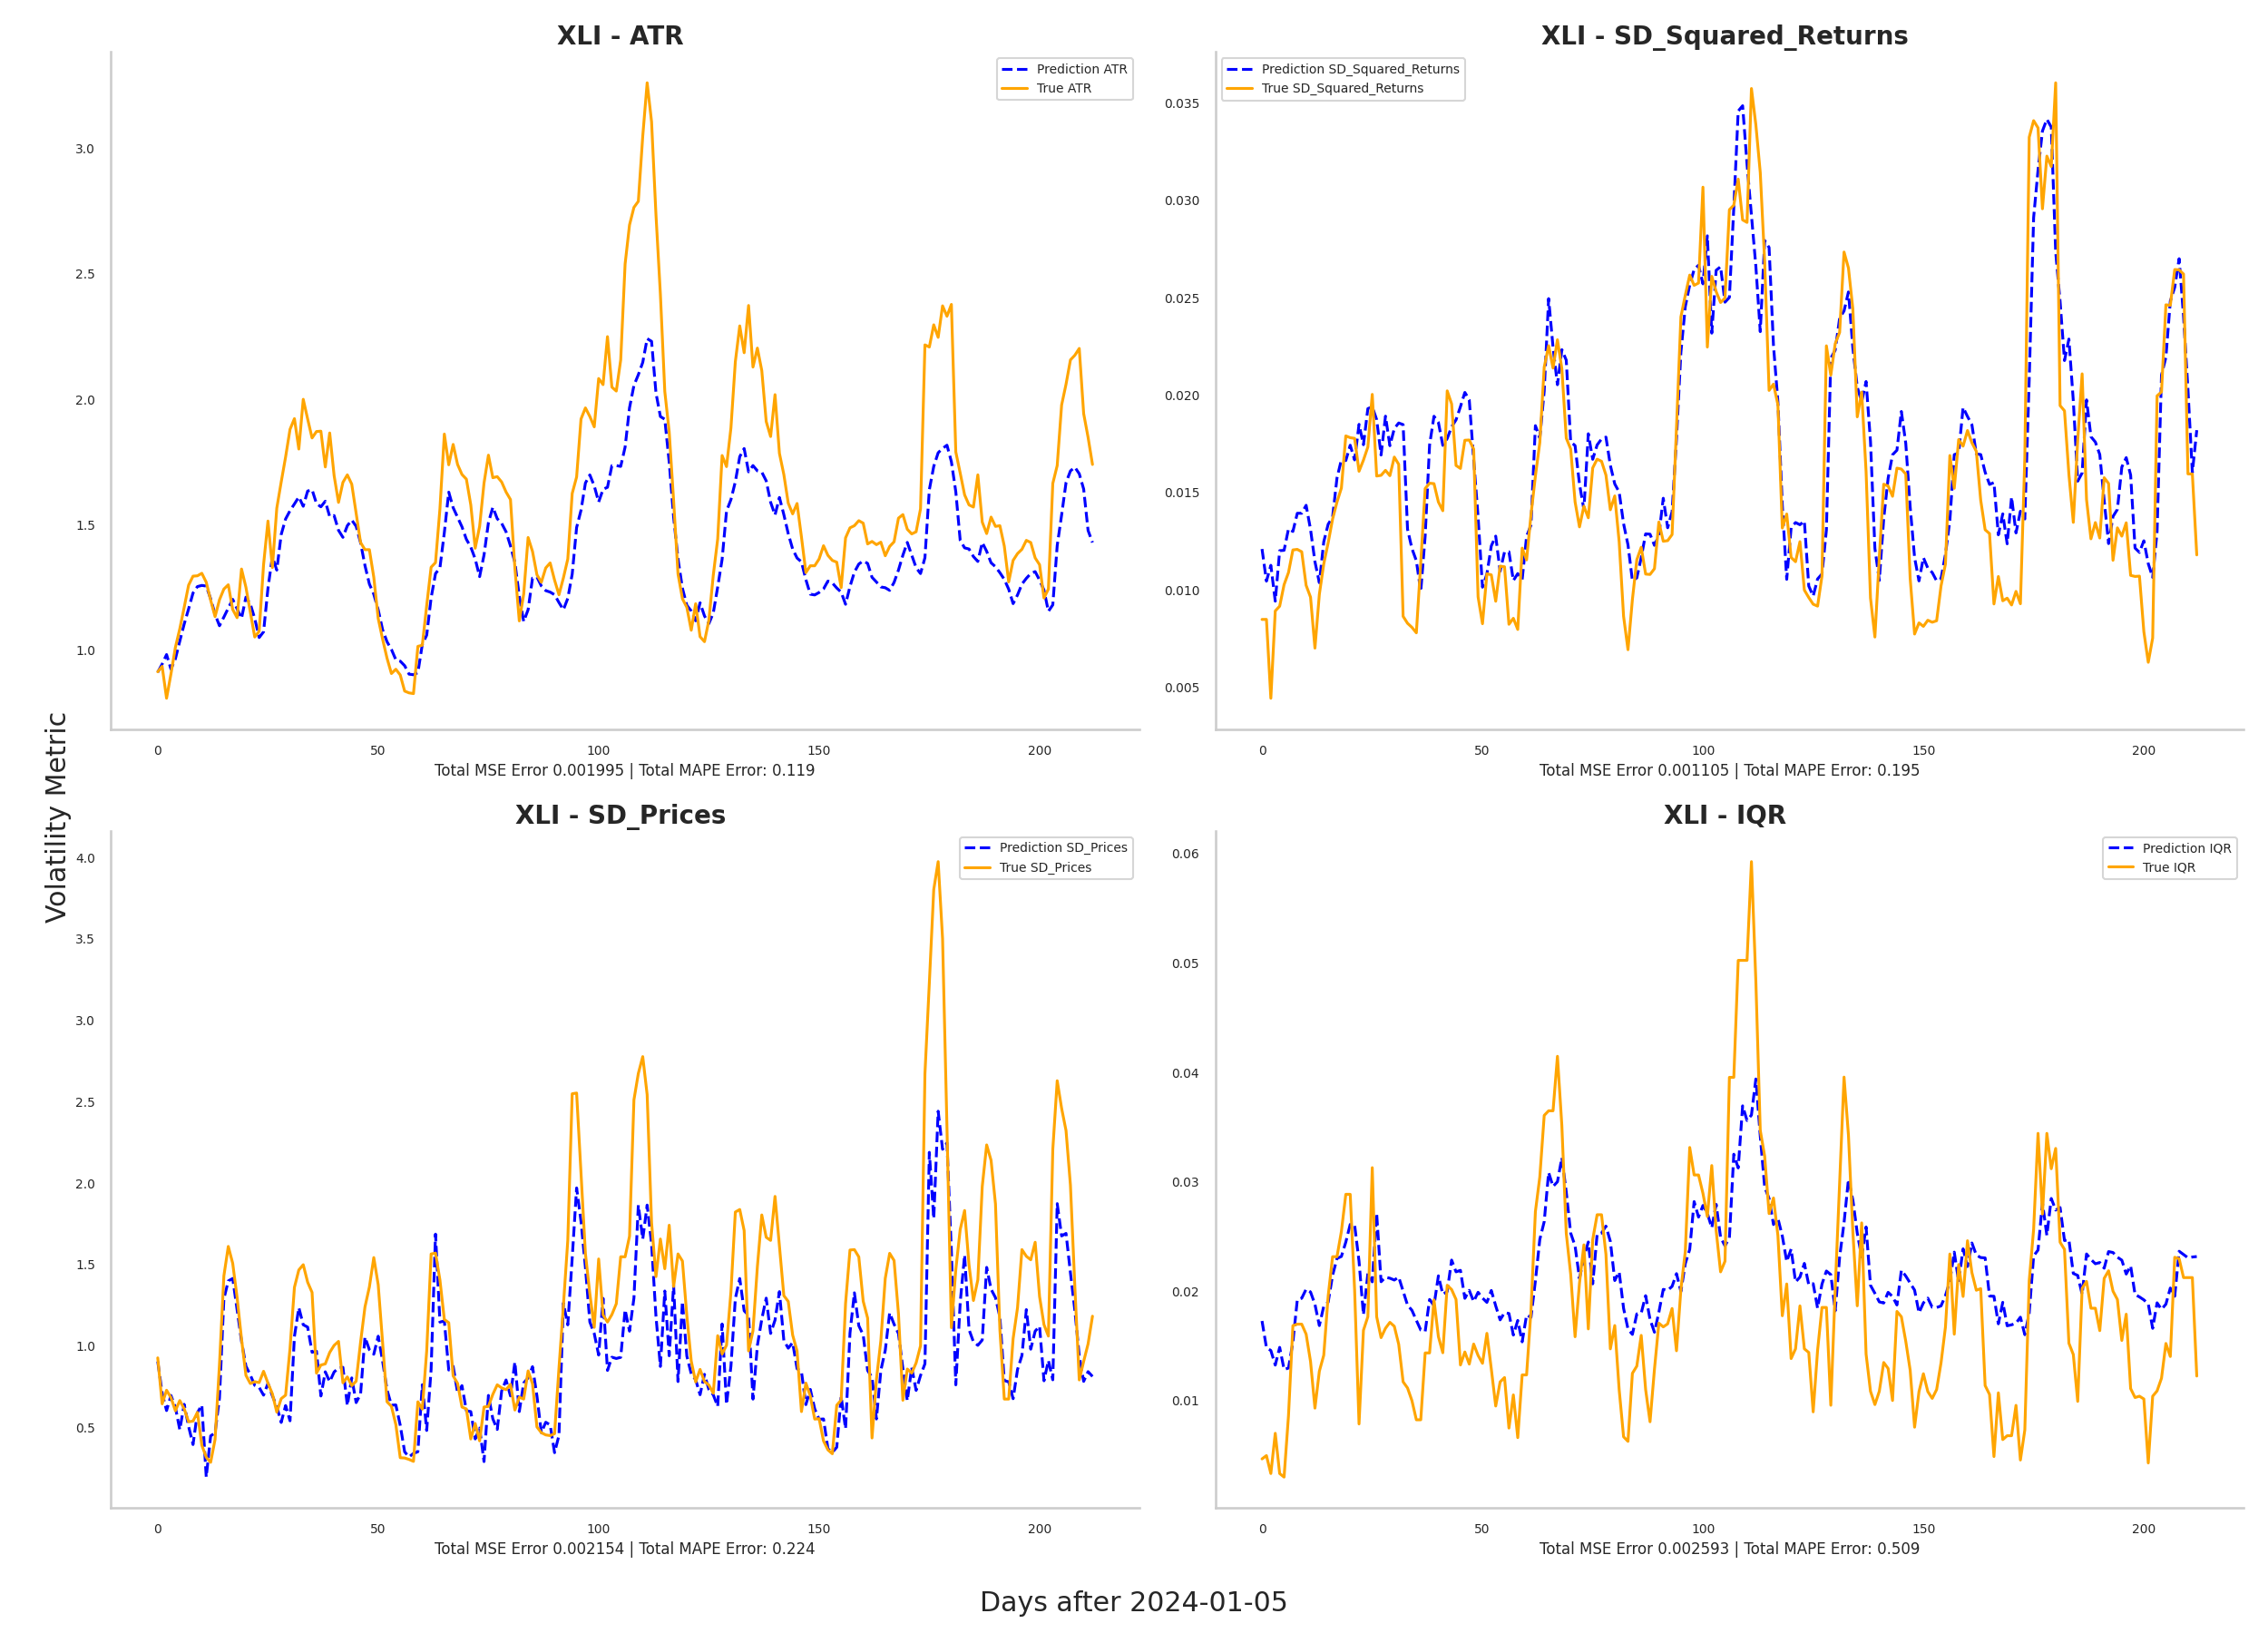 XLI - ATR
Prediction ATR
True ATR
3.0
2.5
2.0
1.5
1.0
0
50
100
150
200
Total MSE Error 0.001995 | Total MAPE Error: 0.119
XLI - SD_Squared_Returns
Prediction SD_Squared_Returns
True SD_Squared_Returns
0.035
0.030
0.025
0.020
0.015
0.010
0.005
0
50
100
150
200
Total MSE Error 0.001105 | Total MAPE Error: 0.195
Volatility Metric
XLI - SD_Prices
Prediction SD_Prices
True SD_Prices
4.0
3.5
3.0
2.5
2.0
1.5
1.0
0.5
0
50
100
150
200
Total MSE Error 0.002154 | Total MAPE Error: 0.224
XLI - IQR
Prediction IQR
True IQR
0.06
0.05
0.04
0.03
0.02
0.01
0
50
100
150
200
Total MSE Error 0.002593 | Total MAPE Error: 0.509
Days after 2024-01-05